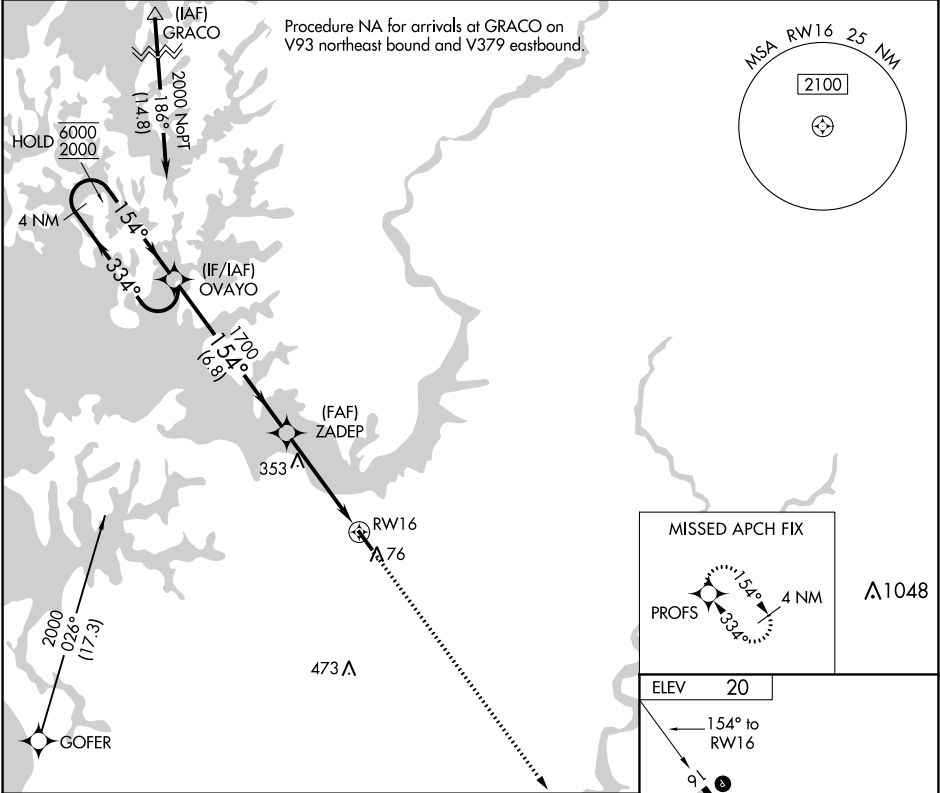 (IAF)
GRACO
Procedure NA for arrivals at GRACO on
V93 northeast bound and V379 eastbound.
MSA RW16 25 NM
2100
2000 NoPT
186°
(14.8)
HOLD 6000
2000
4 NM
154°
334°
(IF/IAF)
OVAYO
1700
154°
(6.8)
(FAF)
ZADEP
353
RW16
76
473
2000
026°
(17.3)
GOFER
MISSED APCH FIX
154°
4 NM
PROFS
334°
1048
ELEV 20
154° to
RW16
16
P